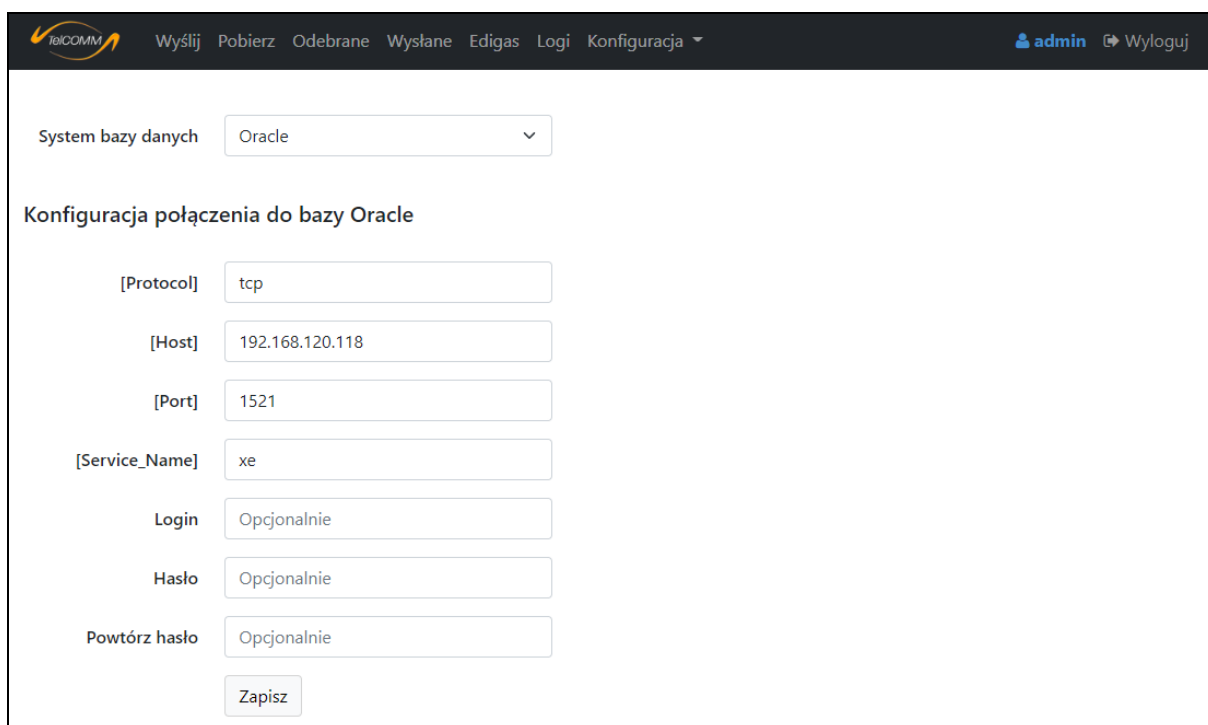 TelCOMM Wyślij Pobierz Odebrane Wysłane Edigas Logi Konfiguracja admin Wyloguj
System bazy danych Oracle
Konfiguracja połączenia do bazy Oracle
[Protocol] tcp
[Host] 192.168.120.118
[Port] 1521
[Service_Name] xe
Login Opcjonalnie
Hasło Opcjonalnie
Powtórz hasło Opcjonalnie
Zapisz